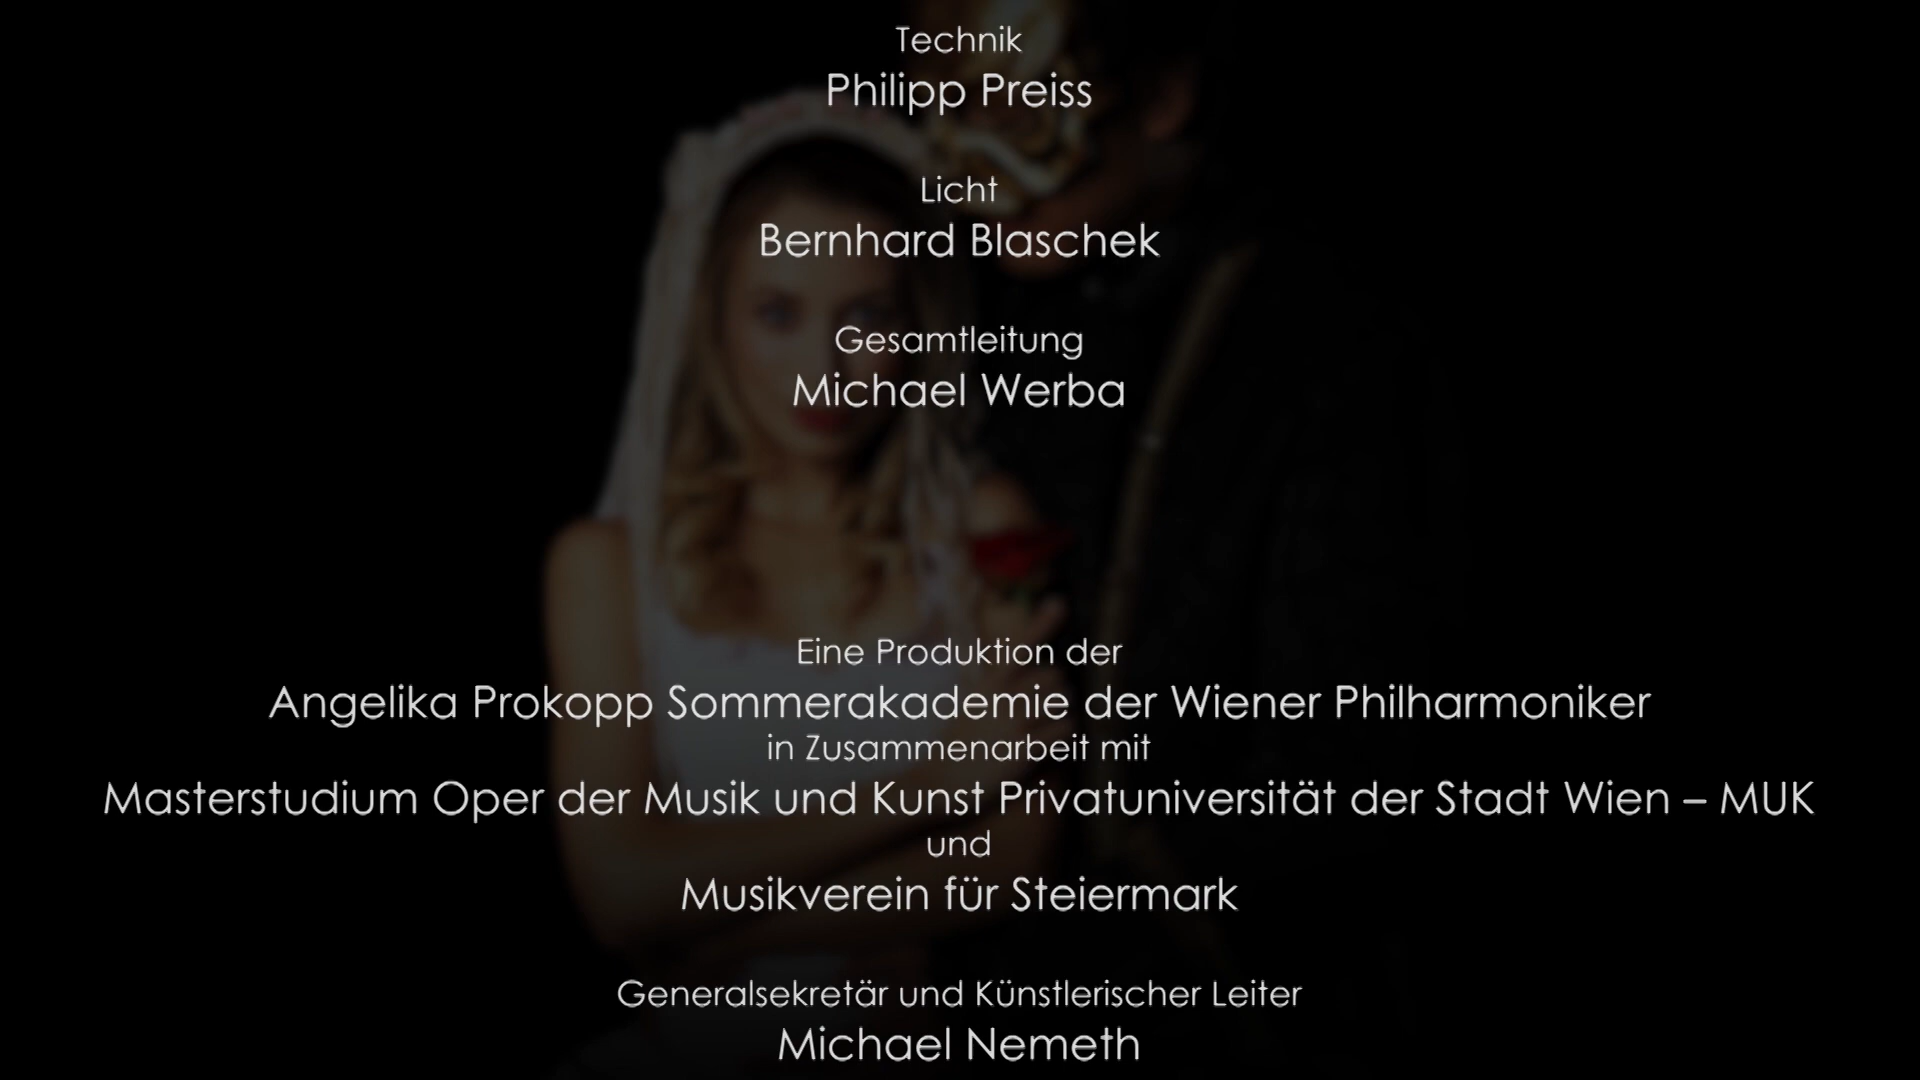 Technik
Philipp Preiss
Licht
Bernhard Blaschek
Gesamtleitung
Michael Werba
Eine Produktion der
Angelika Prokopp Sommerakademie der Wiener Philharmoniker
in Zusammenarbeit mit
Masterstudium Oper der Musik und Kunst Privatuniversität der Stadt Wien – MUK
und
Musikverein für Steiermark
Generalsekretär und Künstlerischer Leiter
Michael Nemeth